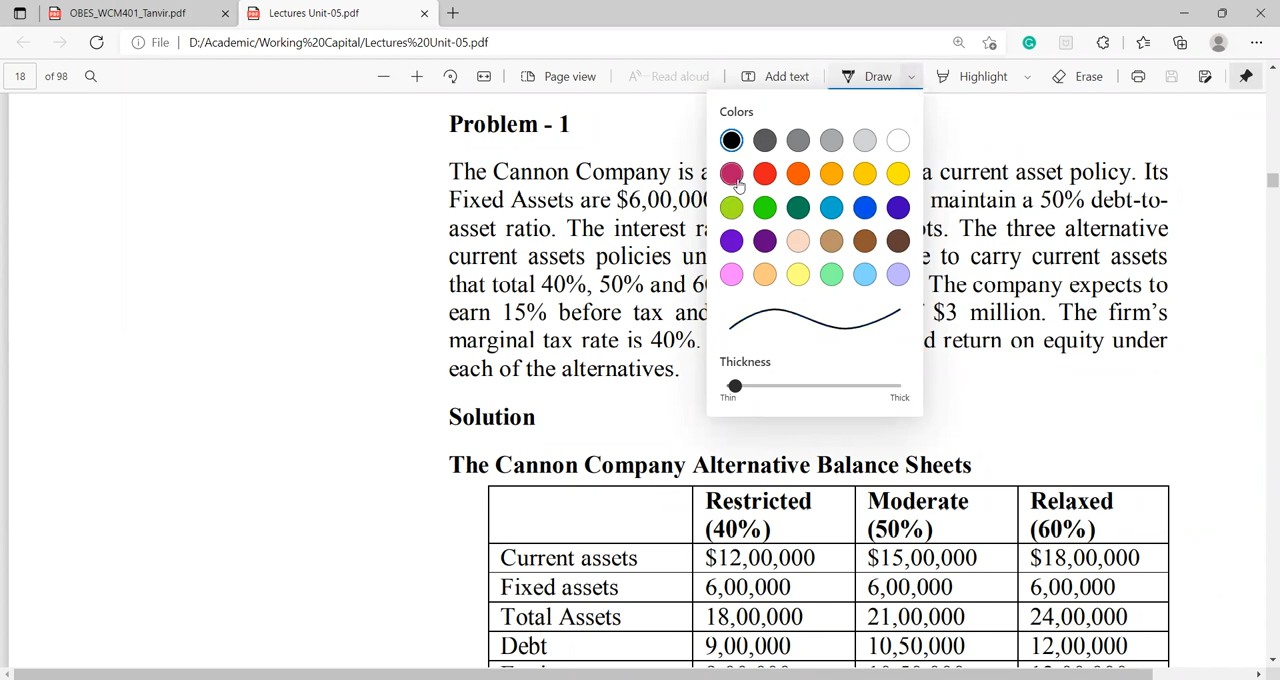 OBES_WCM401_Tanvir.pdf
Lectures Unit-05.pdf
File | D:/Academic/Working%20Capital/Lectures%20Unit-05.pdf
18 of 98
Page view
Read aloud
Add text
Draw
Highlight
Erase
Colors
Thickness
Thin
Thick
Problem - 1
The Cannon Company is a current asset policy. Its
Fixed Assets are $6,00,000 maintain a 50% debt-to-
asset ratio. The interest ts. The three alternative
current assets policies un e to carry current assets
that total 40%, 50% and 6 The company expects to
earn 15% before tax and $3 million. The firm's
marginal tax rate is 40%. d return on equity under
each of the alternatives.
Solution
The Cannon Company Alternative Balance Sheets
Restricted (40%) Moderate (50%) Relaxed (60%)
Current assets $12,00,000 $15,00,000 $18,00,000
Fixed assets 6,00,000 6,00,000 6,00,000
Total Assets 18,00,000 21,00,000 24,00,000
Debt 9,00,000 10,50,000 12,00,000